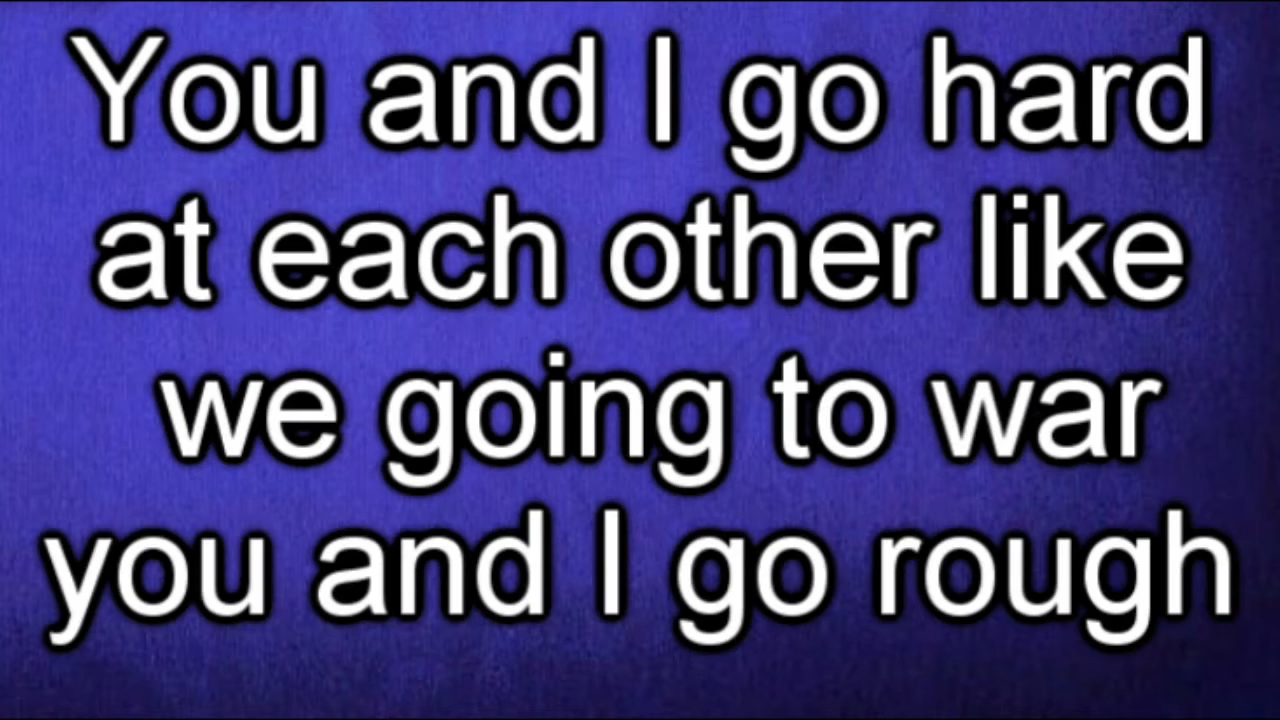 You and I go hard
at each other like
we going to war
you and I go rough